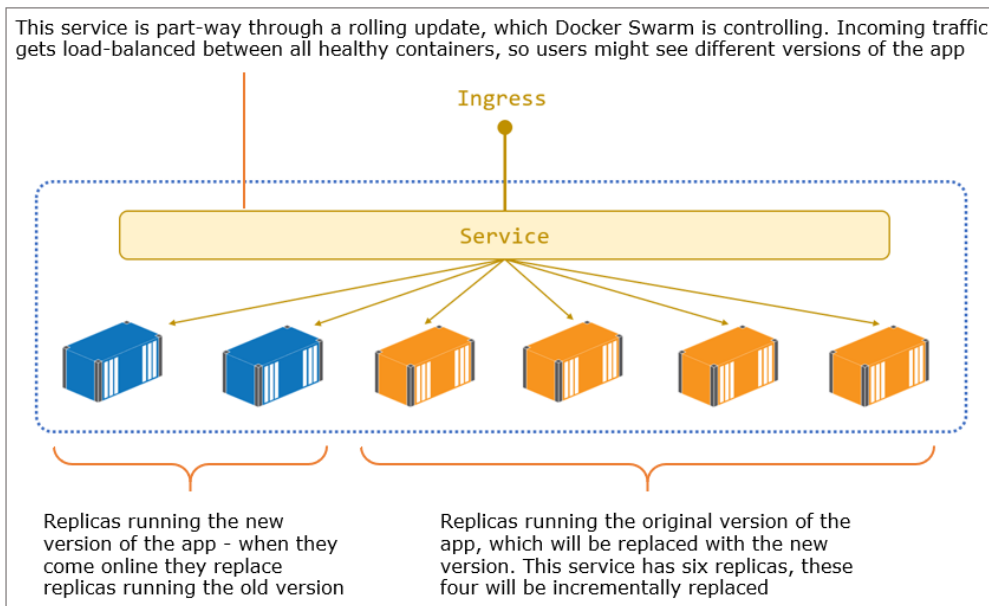 This service is part-way through a rolling update, which Docker Swarm is controlling. Incoming traffic
gets load-balanced between all healthy containers, so users might see different versions of the app
Ingress
Service
Replicas running the new
version of the app - when they
come online they replace
replicas running the old version
Replicas running the original version of the
app, which will be replaced with the new
version. This service has six replicas, these
four will be incrementally replaced